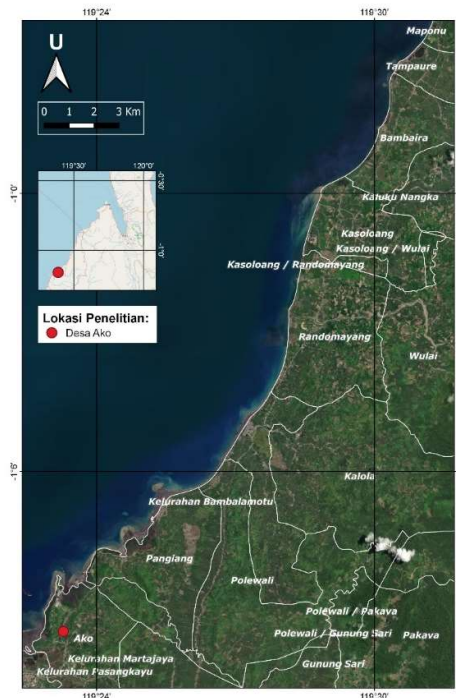 119°24'
119°30'
U
0 1 2 3 Km
119°30'
120°0'
-0°30'
-1°0'
Lokasi Penelitian:
Desa Ako
Maponu
Tampaure
Bambaira
-1°0'
Kaluku Nangka
Kasoloang
Kasoloang / Wulai
Kasoloang / Randomayang
Randomayang
Wulai
-1°6'
Kalola
Kelurahan Bambalamotu
Pangiang
Polewali
Polewali / Pakava
Ako
Polewali / Gunung Sari
Pakava
Kelurahan Martajaya
Gunung Sari
Kelurahan Pasangkayu
119°24'
119°30'